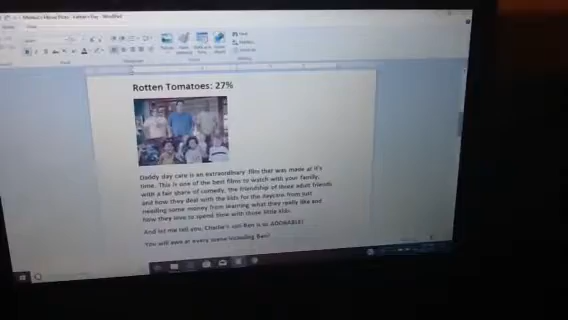 Rotten Tomatoes: 27%
Daddy day care is an extraordinary film that was made at it's
time. This is one of the best films to watch with your family,
with a fair share of comedy, the friendship of three adult friends
and how they deal with the kids for the daycare from just
needing some money from learning what they really like and
how they love to spend time with those little kids.
And let me tell you, Charlie's son Ben is so ADORABLE!
You will aww at every scene including Ben!